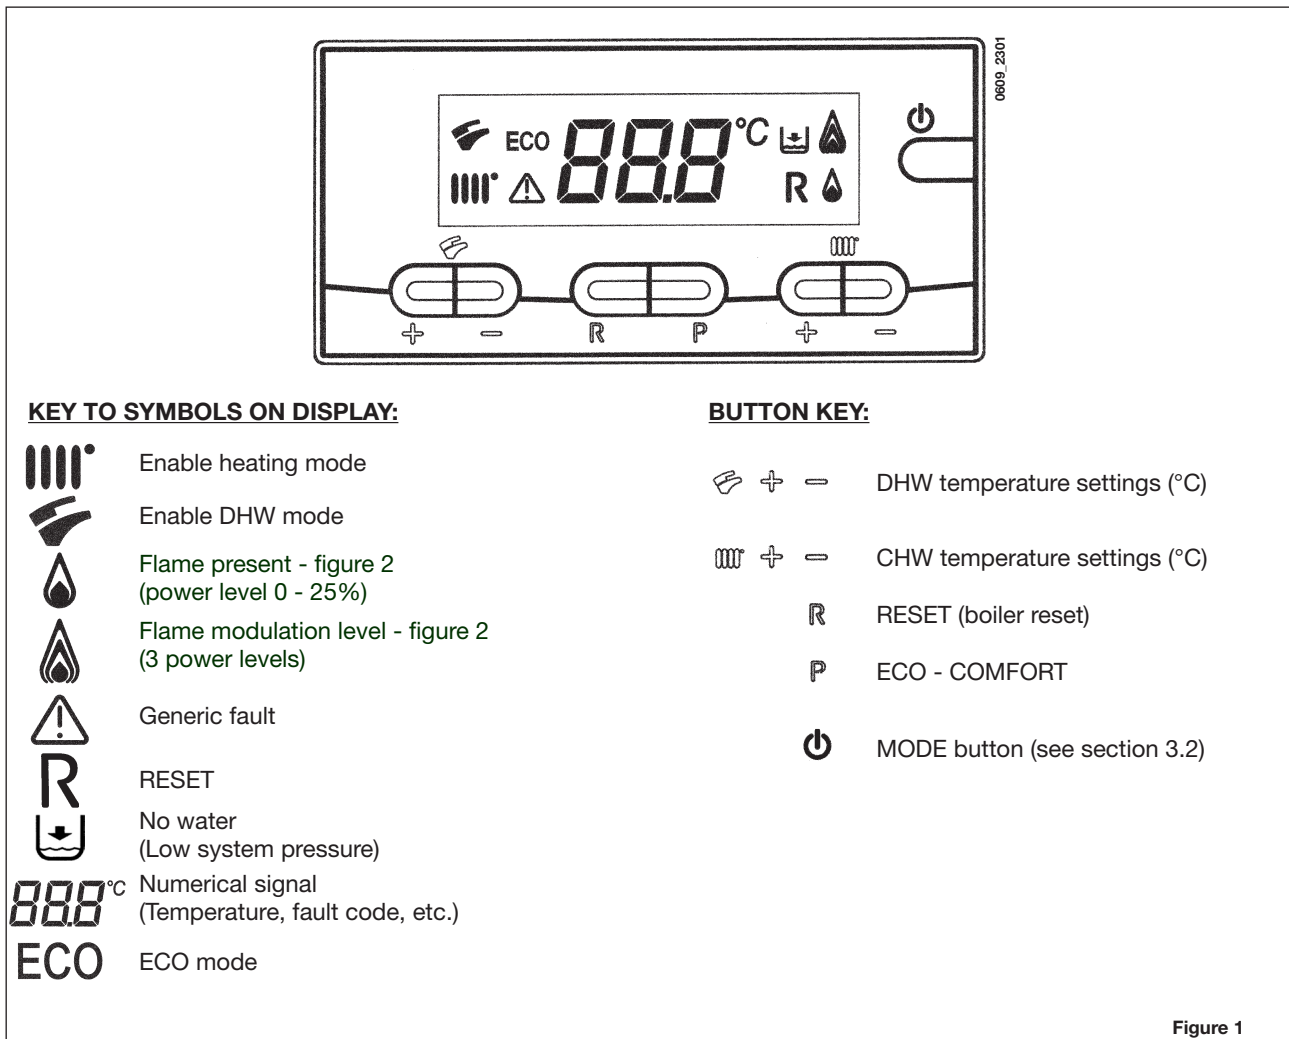 0609_2301
ECO 88.8 °C
R
+ − R P + −
KEY TO SYMBOLS ON DISPLAY:
Enable heating mode
Enable DHW mode
Flame present - figure 2
(power level 0 - 25%)
Flame modulation level - figure 2
(3 power levels)
Generic fault
R RESET
No water
(Low system pressure)
88.8 °C Numerical signal
(Temperature, fault code, etc.)
ECO ECO mode
BUTTON KEY:
+ − DHW temperature settings (°C)
+ − CHW temperature settings (°C)
R RESET (boiler reset)
P ECO - COMFORT
MODE button (see section 3.2)
Figure 1